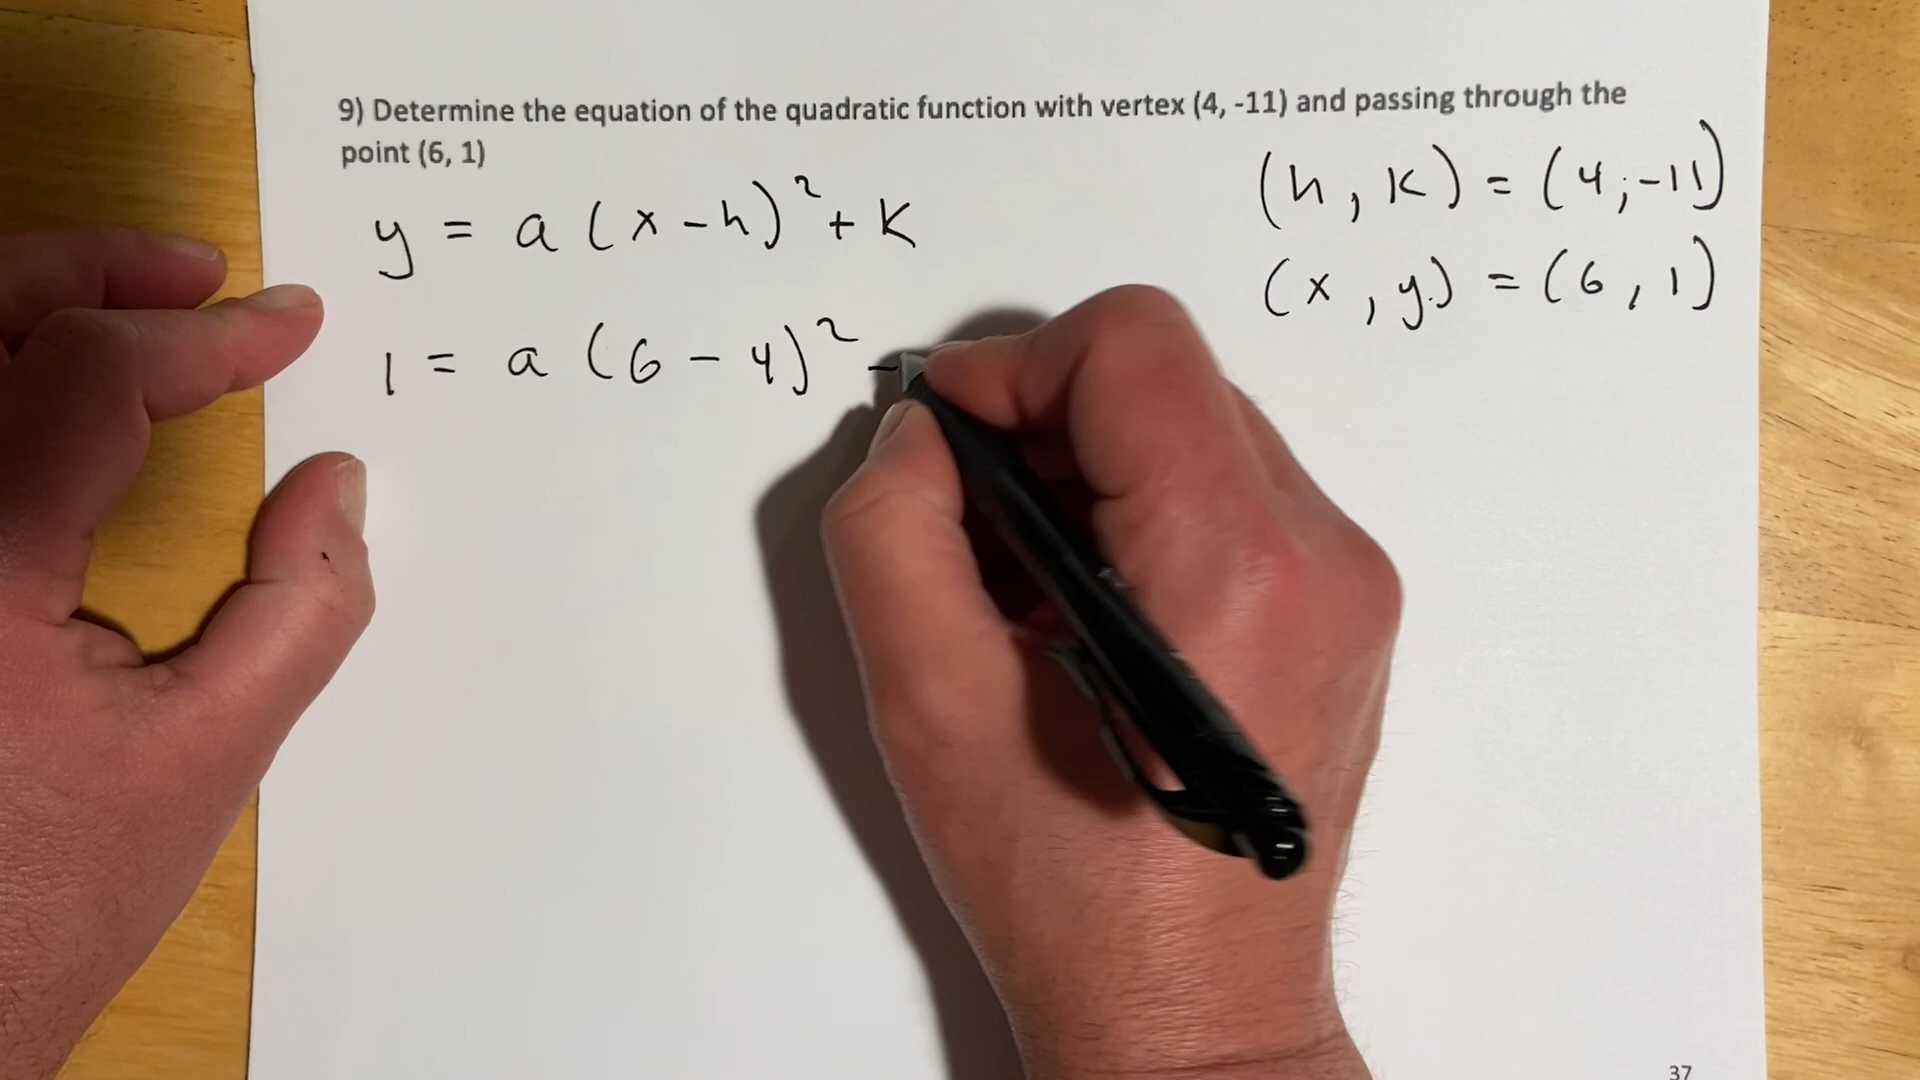 9) Determine the equation of the quadratic function with vertex (4, -11) and passing through the
point (6, 1)
(h, k) = (4, -11)
y = a (x - h)² + k
(x, y) = (6, 1)
1 = a (6 - 4)² -
37